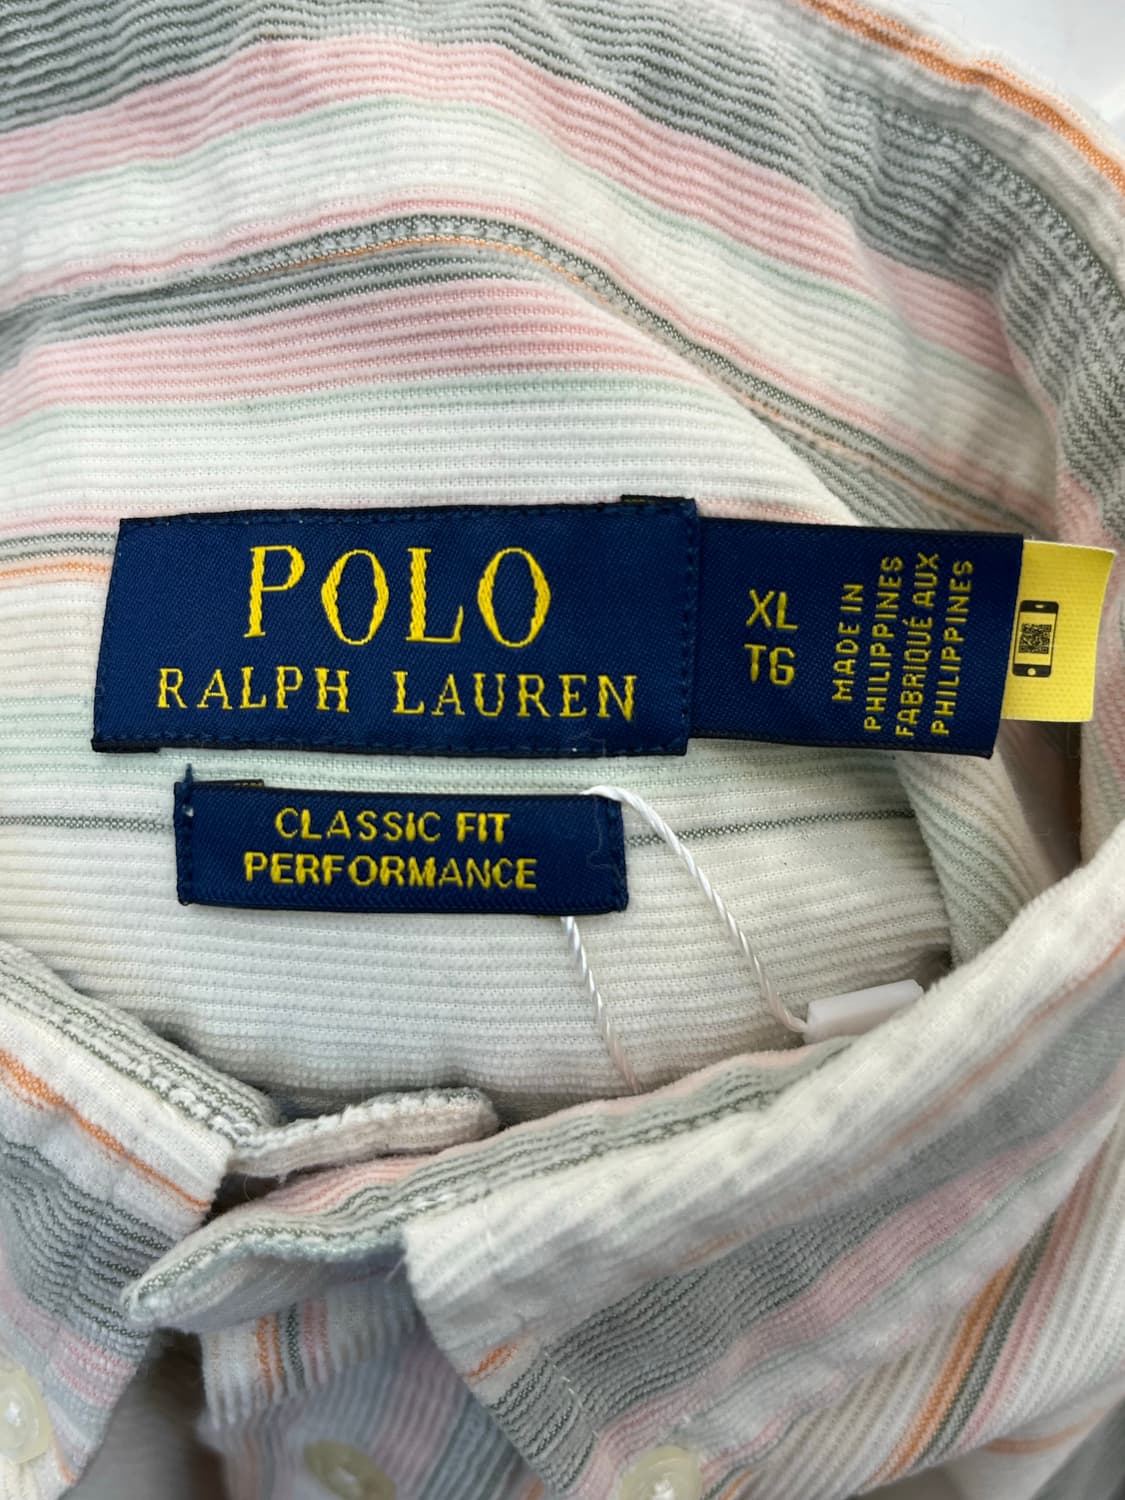 POLO
RALPH LAUREN
XL
TG
MADE IN
PHILIPPINES
FABRIQUÉ AUX
PHILIPPINES
CLASSIC FIT
PERFORMANCE